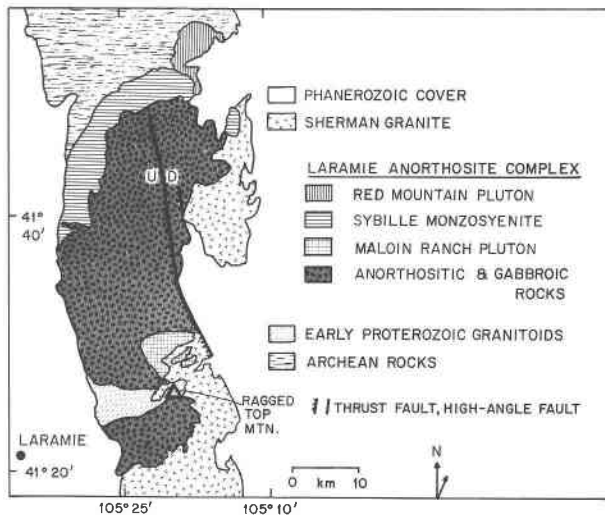 PHANEROZOIC COVER
SHERMAN GRANITE
LARAMIE ANORTHOSITE COMPLEX
RED MOUNTAIN PLUTON
SYBILLE MONZOSYENITE
MALOIN RANCH PLUTON
ANORTHOSITIC & GABBROIC
ROCKS
EARLY PROTEROZOIC GRANITOIDS
ARCHEAN ROCKS
THRUST FAULT, HIGH-ANGLE FAULT
U D
41°
40'
RAGGED
TOP
MTN.
LARAMIE
41° 20'
0 10
km
N
105° 25' 105° 10'